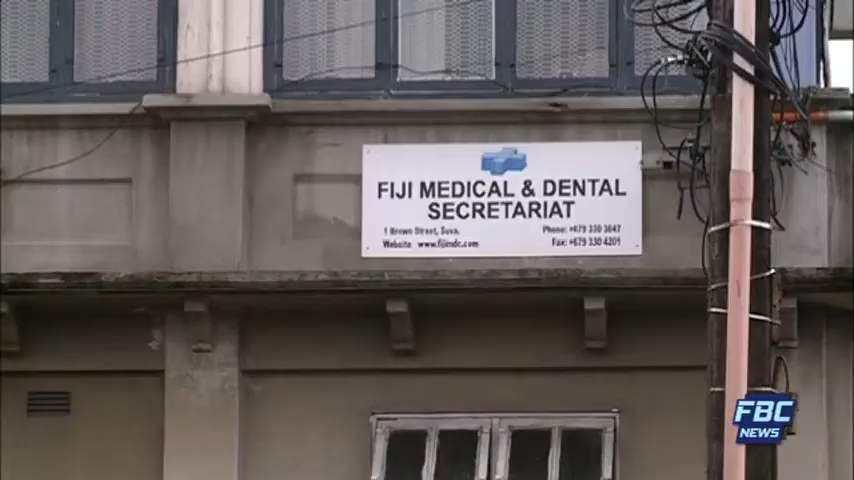 FIJI MEDICAL & DENTAL
SECRETARIAT
1 Brown Street, Suva.
Website www.fijimdc.com
Phone: +679 330 3647
Fax: +679 330 4201
FBC
NEWS